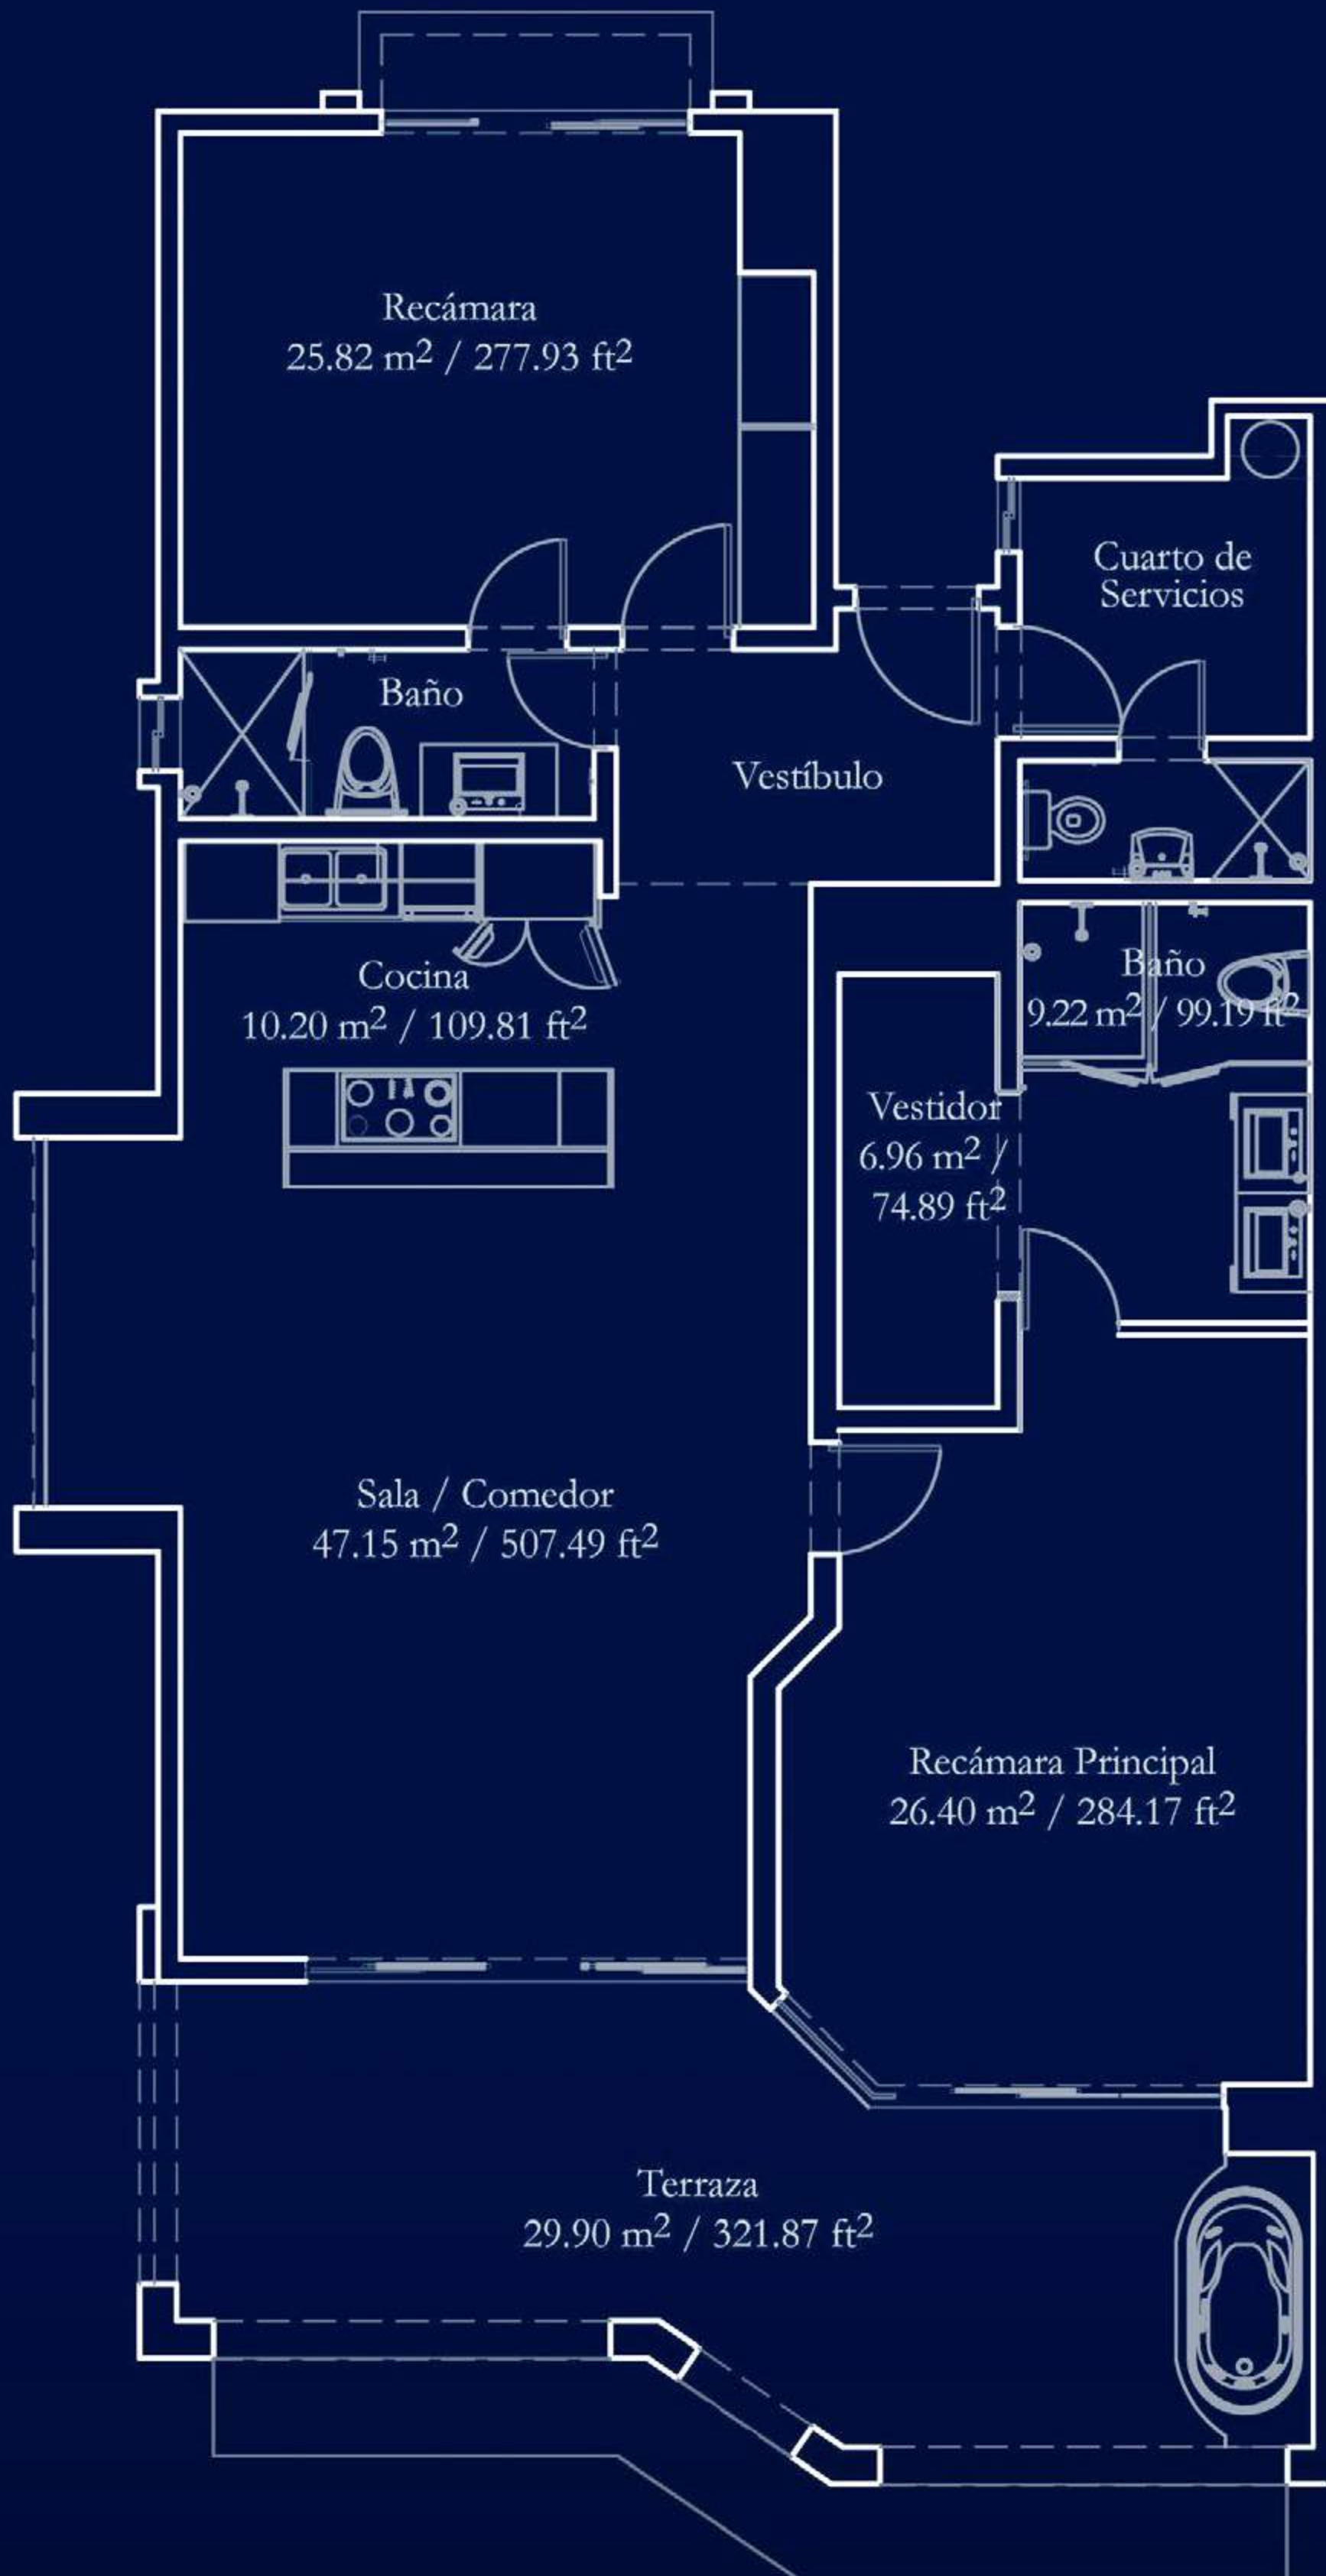 Recámara
25.82 m2 / 277.93 ft2
Cuarto de
Servicios
Baño
Vestíbulo
Cocina
10.20 m2 / 109.81 ft2
Baño
9.22 m2 / 99.19 ft2
Vestidor
6.96 m2 /
74.89 ft2
Sala / Comedor
47.15 m2 / 507.49 ft2
Recámara Principal
26.40 m2 / 284.17 ft2
Terraza
29.90 m2 / 321.87 ft2